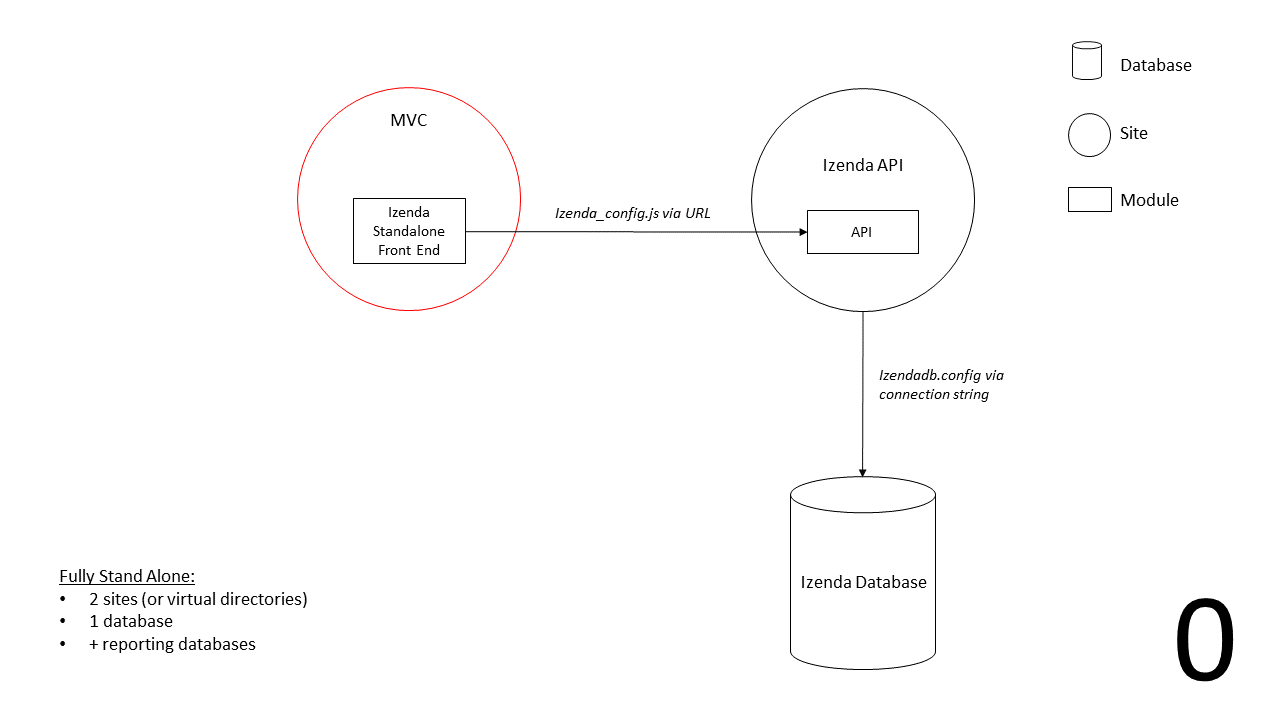 MVC
Izenda
Standalone
Front End
Izenda_config.js via URL
Izenda API
API
Database
Site
Module
Izendadb.config via
connection string
Izenda Database
Fully Stand Alone:
• 2 sites (or virtual directories)
• 1 database
• + reporting databases
0